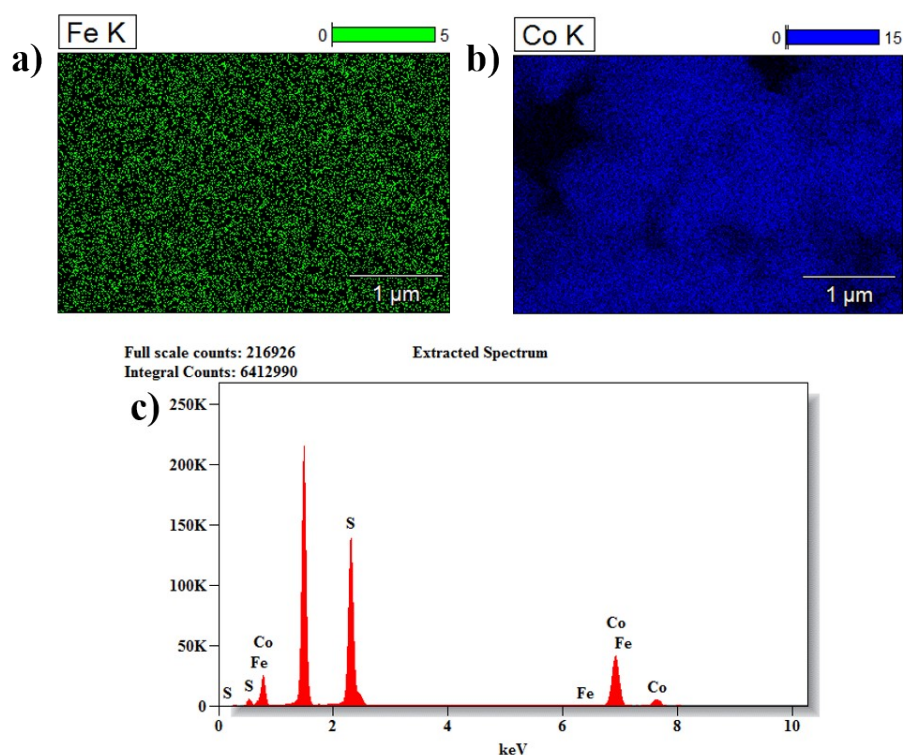 Fe K
0 5
a)
1 µm
Co K
0 15
b)
1 µm
Full scale counts: 216926
Extracted Spectrum
Integral Counts: 6412990
c)
250K
200K
150K
100K
50K
0
S
S
Fe
Co
S
Fe
Co
Fe
Co
0
2
4
6
8
10
keV